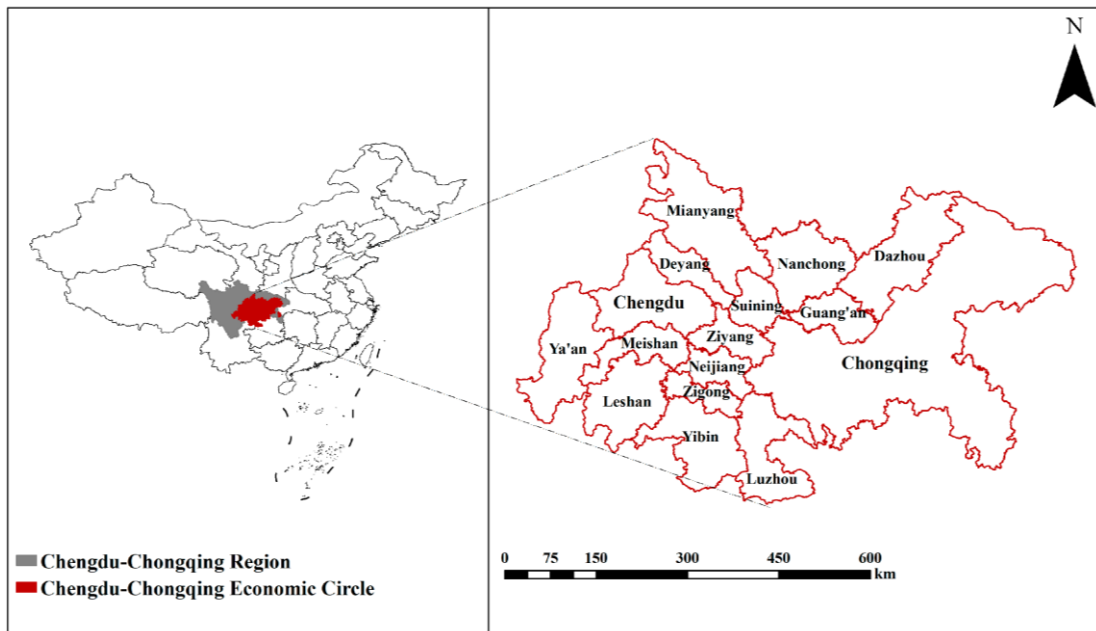 N
Mianyang
Deyang
Nanchong
Dazhou
Chengdu
Suining
Guang'an
Ya'an
Meishan
Ziyang
Chongqing
Neijiang
Zigong
Leshan
Yibin
Luzhou
Chengdu-Chongqing Region
Chengdu-Chongqing Economic Circle
0 75 150 300 450 600
km